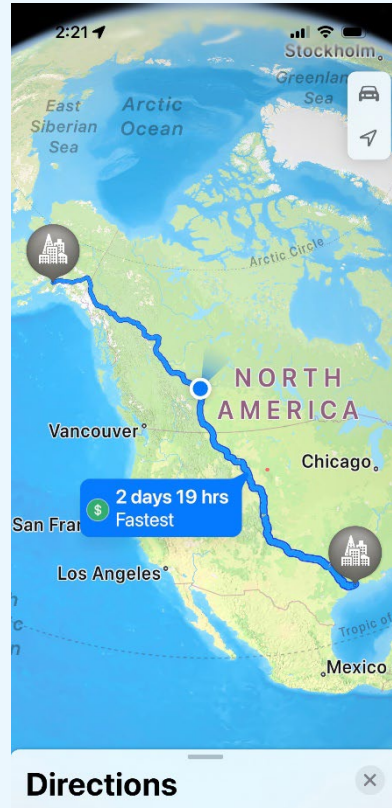 2:21
Stockholm
Greenlan
Sea
East
Siberian
Sea
Arctic
Ocean
Arctic Circle
NORTH
AMERICA
Vancouver
Chicago
$
2 days 19 hrs
Fastest
San Fran
Los Angeles
n
c
n
Tropic of
Mexico
Directions